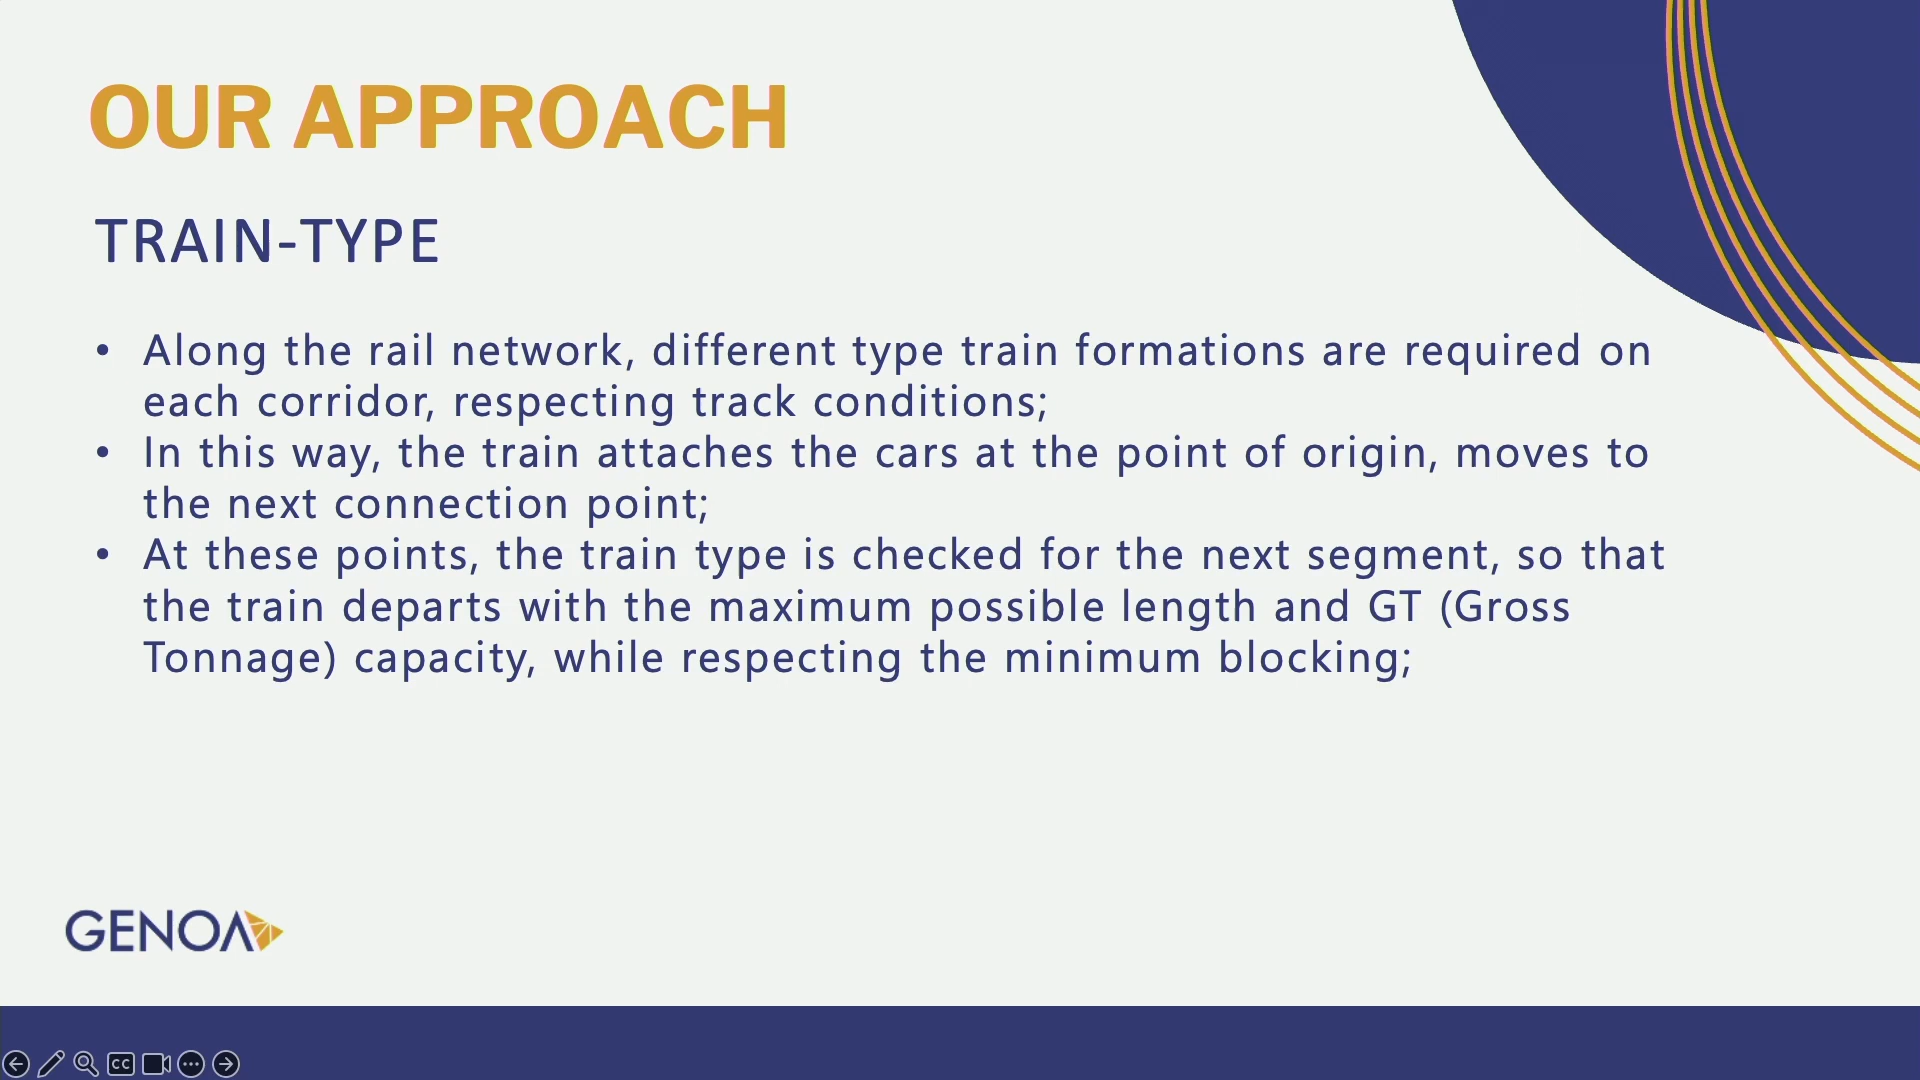 OUR APPROACH
TRAIN-TYPE
• Along the rail network, different type train formations are required on
each corridor, respecting track conditions;
• In this way, the train attaches the cars at the point of origin, moves to
the next connection point;
• At these points, the train type is checked for the next segment, so that
the train departs with the maximum possible length and GT (Gross
Tonnage) capacity, while respecting the minimum blocking;
GENOA
CC